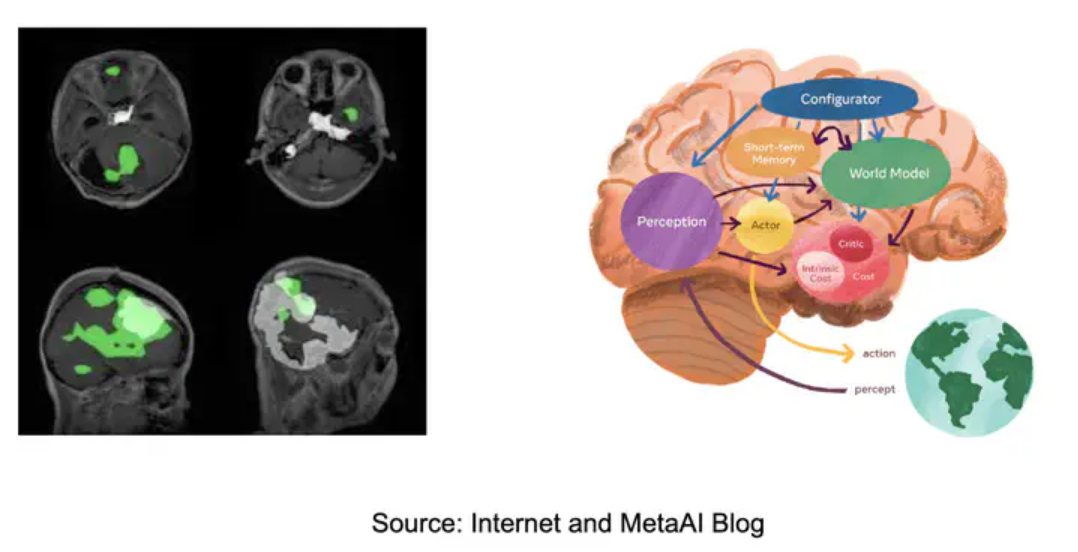 Configurator
Short-term
Memory
World Model
Perception
Actor
Critic
Intrinsic
Cost
Cost
action
percept
Source: Internet and MetaAI Blog